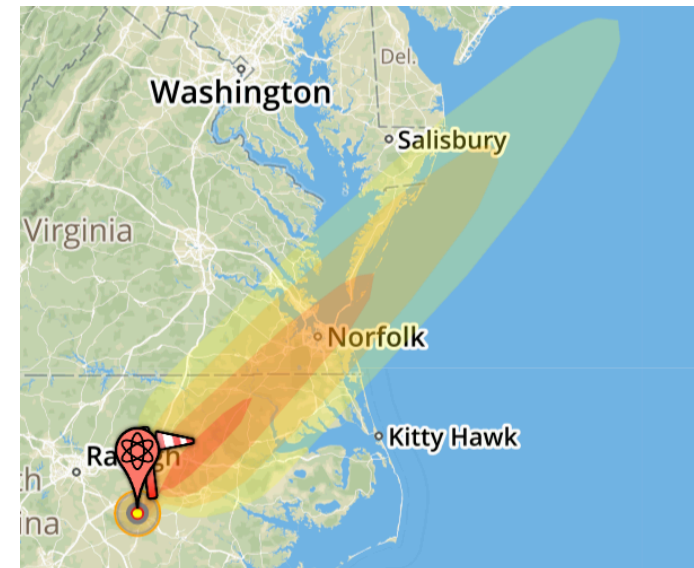 Del.
Washington
Salisbury
Virginia
Norfolk
Kitty Hawk